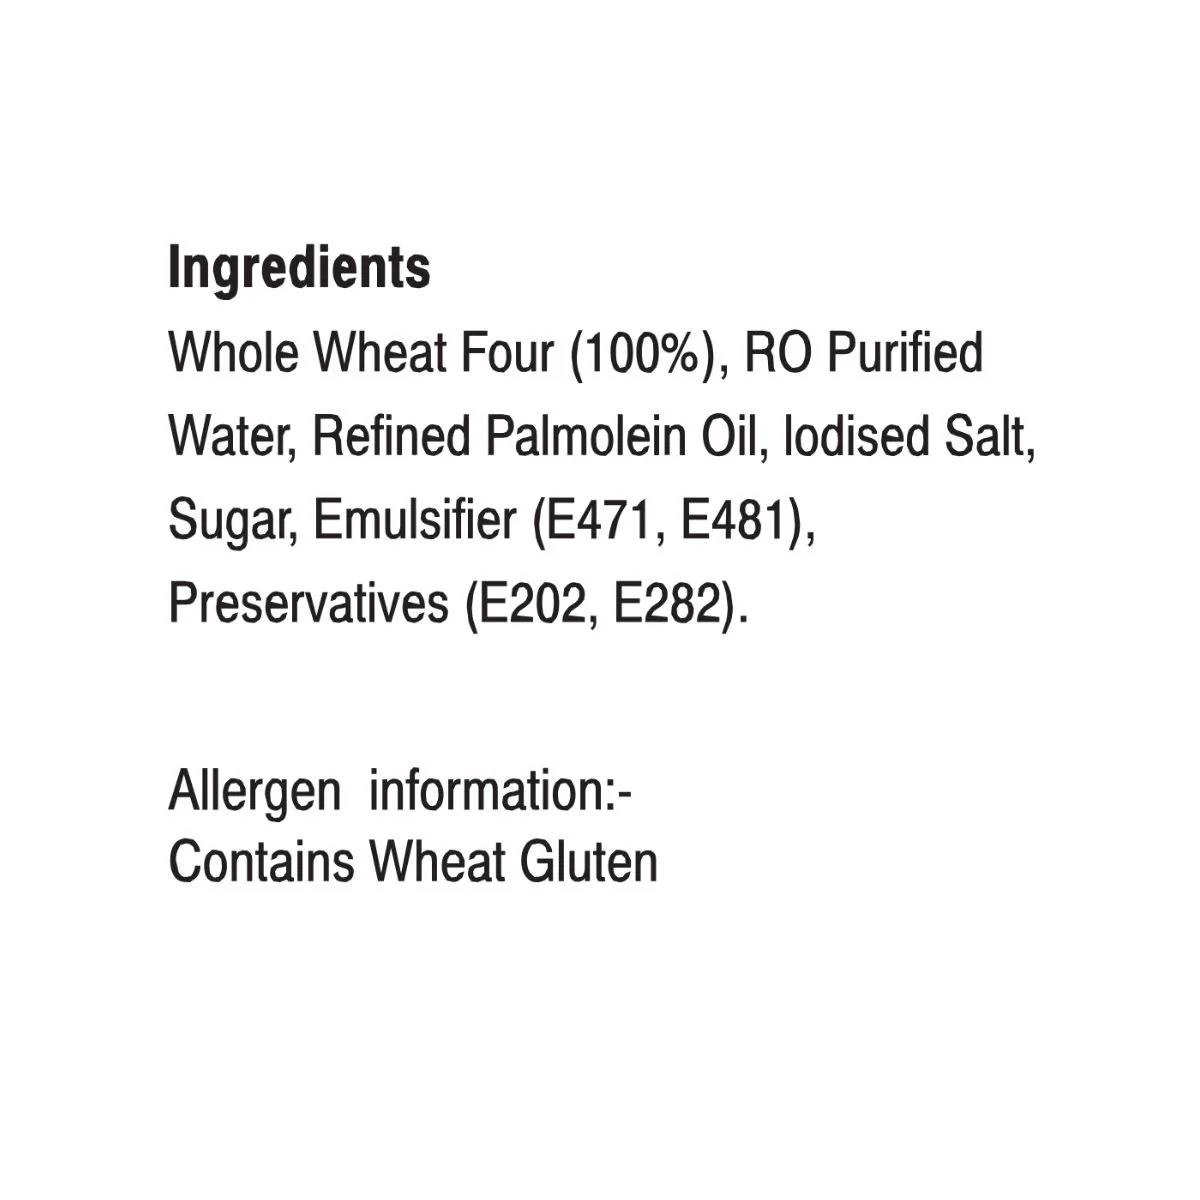 Ingredients
Whole Wheat Four (100%), RO Purified
Water, Refined Palmolein Oil, Iodised Salt,
Sugar, Emulsifier (E471, E481),
Preservatives (E202, E282).
Allergen information:-
Contains Wheat Gluten